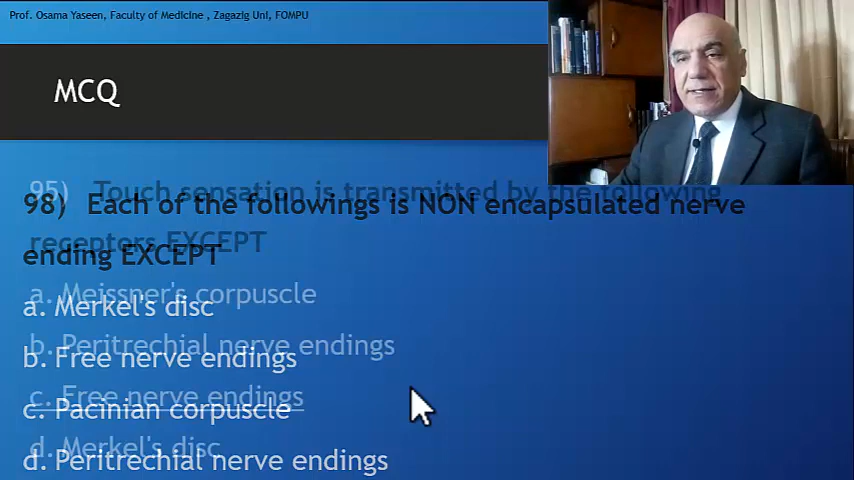 Prof. Osama Yaseen, Faculty of Medicine , Zagazig Uni, FOMPU
MCQ
95) Touch sensation is transmitted by the following
receptors EXCEPT
a. Meissner's corpuscle
b. Peritrechial nerve endings
c. Free nerve endings
d. Merkel's disc
98) Each of the followings is NON encapsulated nerve
ending EXCEPT
a. Merkel's disc
b. Free nerve endings
c. Pacinian corpuscle
d. Peritrechial nerve endings